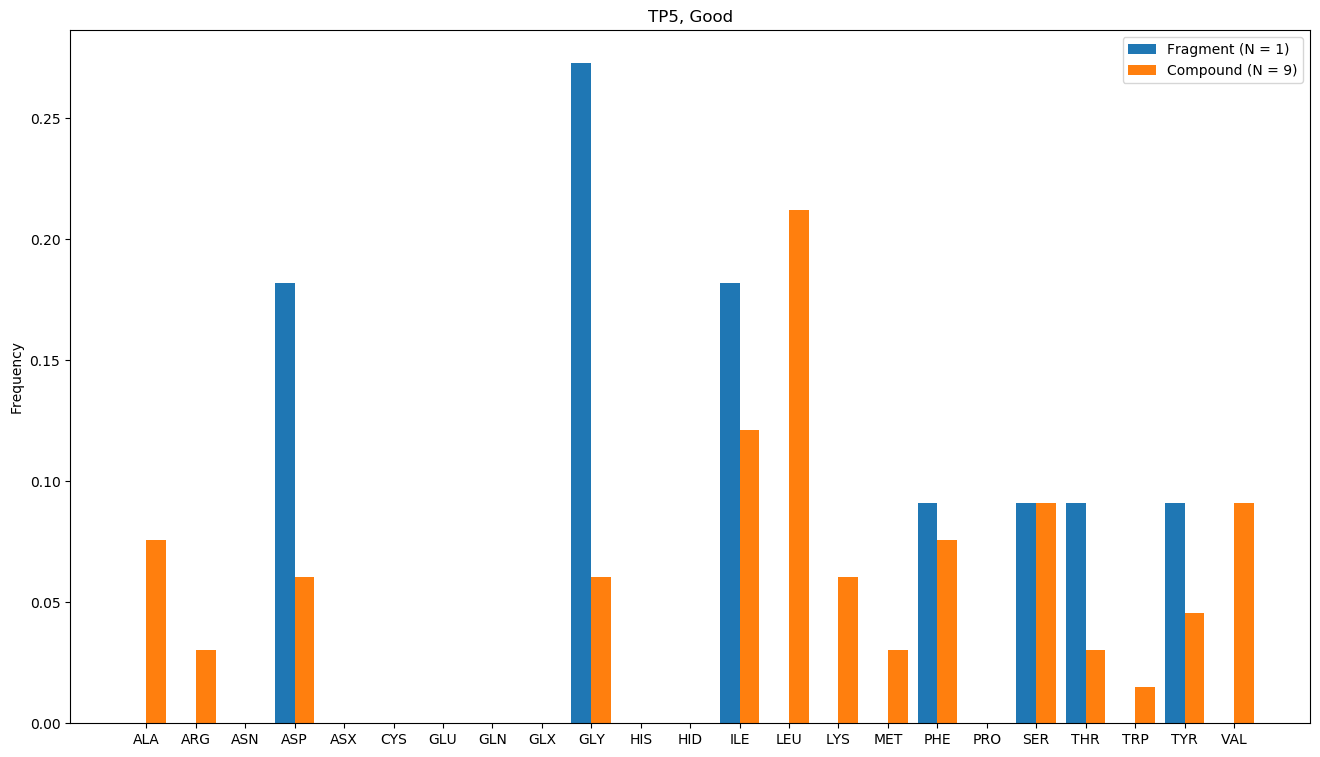 TP5, Good
Fragment (N = 1)
Compound (N = 9)
Frequency
0.25
0.20
0.15
0.10
0.05
0.00
ALA ARG ASN ASP ASX CYS GLU GLN GLX GLY HIS HID ILE LEU LYS MET PHE PRO SER THR TRP TYR VAL